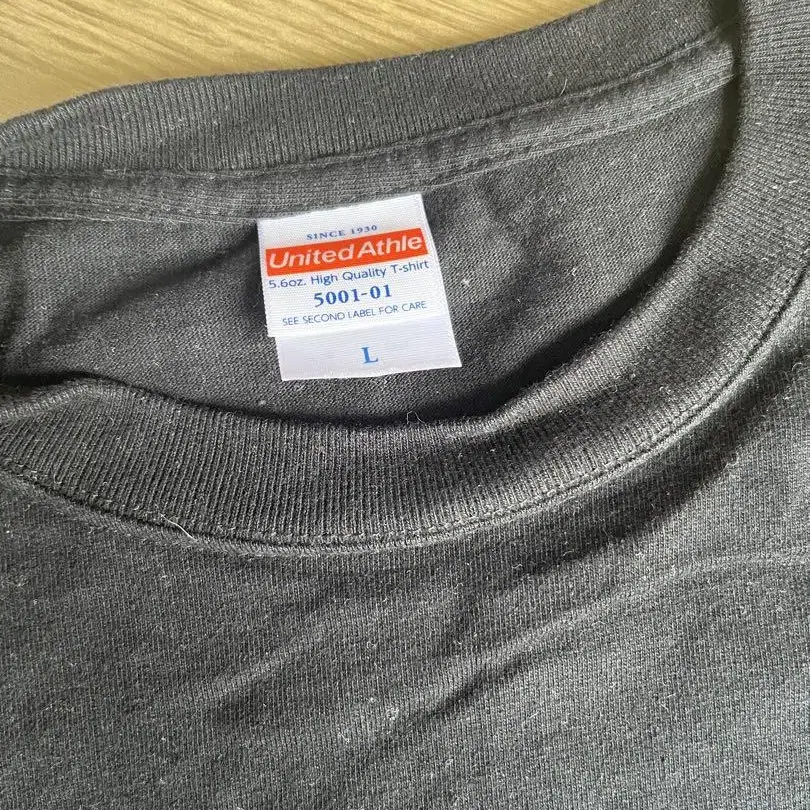 SINCE 1930
United Athle
5.6oz. High Quality T-shirt
5001-01
SEE SECOND LABEL FOR CARE
L